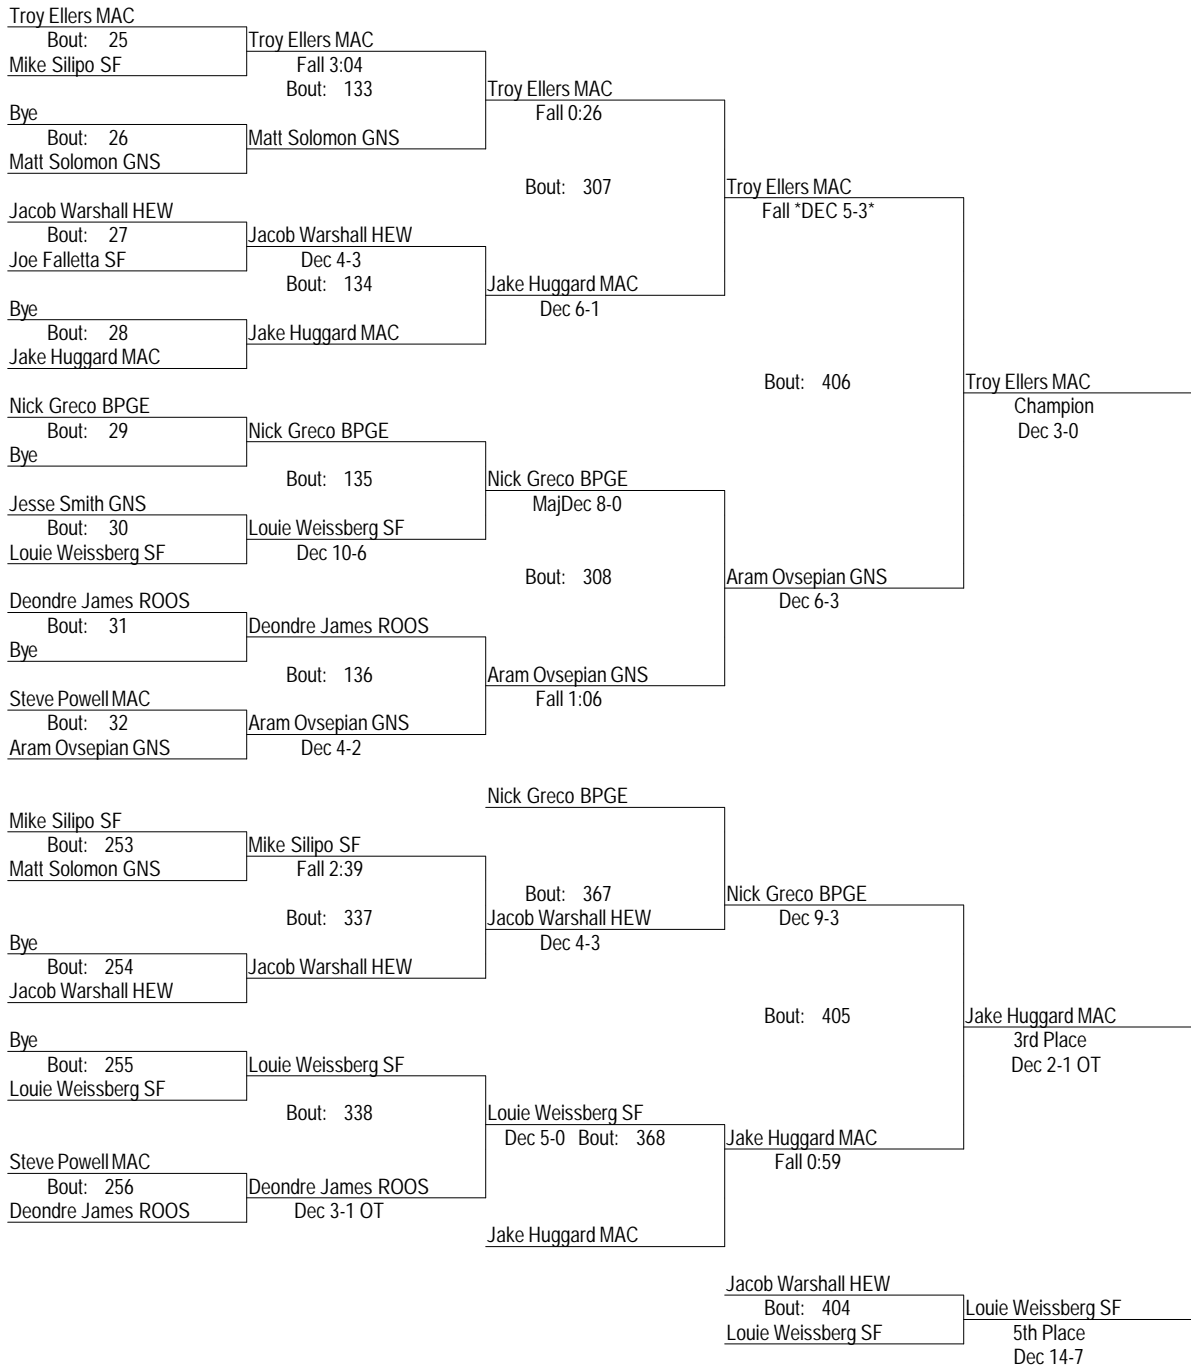 Troy Ellers MAC
Bout: 25
Mike Silipo SF
Troy Ellers MAC
Fall 3:04
Bout: 133
Bye
Bout: 26
Matt Solomon GNS
Matt Solomon GNS
Troy Ellers MAC
Fall 0:26
Bout: 307
Jacob Warshall HEW
Bout: 27
Joe Falletta SF
Jacob Warshall HEW
Dec 4-3
Bout: 134
Bye
Bout: 28
Jake Huggard MAC
Jake Huggard MAC
Jake Huggard MAC
Dec 6-1
Troy Ellers MAC
Fall *DEC 5-3*
Bout: 406
Nick Greco BPGE
Bout: 29
Bye
Nick Greco BPGE
Bout: 135
Jesse Smith GNS
Bout: 30
Louie Weissberg SF
Louie Weissberg SF
Dec 10-6
Nick Greco BPGE
MajDec 8-0
Bout: 308
Deondre James ROOS
Bout: 31
Bye
Deondre James ROOS
Bout: 136
Steve Powell MAC
Bout: 32
Aram Ovsepian GNS
Aram Ovsepian GNS
Dec 4-2
Aram Ovsepian GNS
Fall 1:06
Aram Ovsepian GNS
Dec 6-3
Troy Ellers MAC
Champion
Dec 3-0
Nick Greco BPGE
Mike Silipo SF
Bout: 253
Matt Solomon GNS
Mike Silipo SF
Fall 2:39
Bout: 337
Bye
Bout: 254
Jacob Warshall HEW
Jacob Warshall HEW
Bout: 367
Jacob Warshall HEW
Dec 4-3
Nick Greco BPGE
Dec 9-3
Bout: 405
Bye
Bout: 255
Louie Weissberg SF
Louie Weissberg SF
Bout: 338
Steve Powell MAC
Bout: 256
Deondre James ROOS
Deondre James ROOS
Dec 3-1 OT
Louie Weissberg SF
Dec 5-0 Bout: 368
Jake Huggard MAC
Jake Huggard MAC
Fall 0:59
Jake Huggard MAC
3rd Place
Dec 2-1 OT
Jacob Warshall HEW
Bout: 404
Louie Weissberg SF
Louie Weissberg SF
5th Place
Dec 14-7